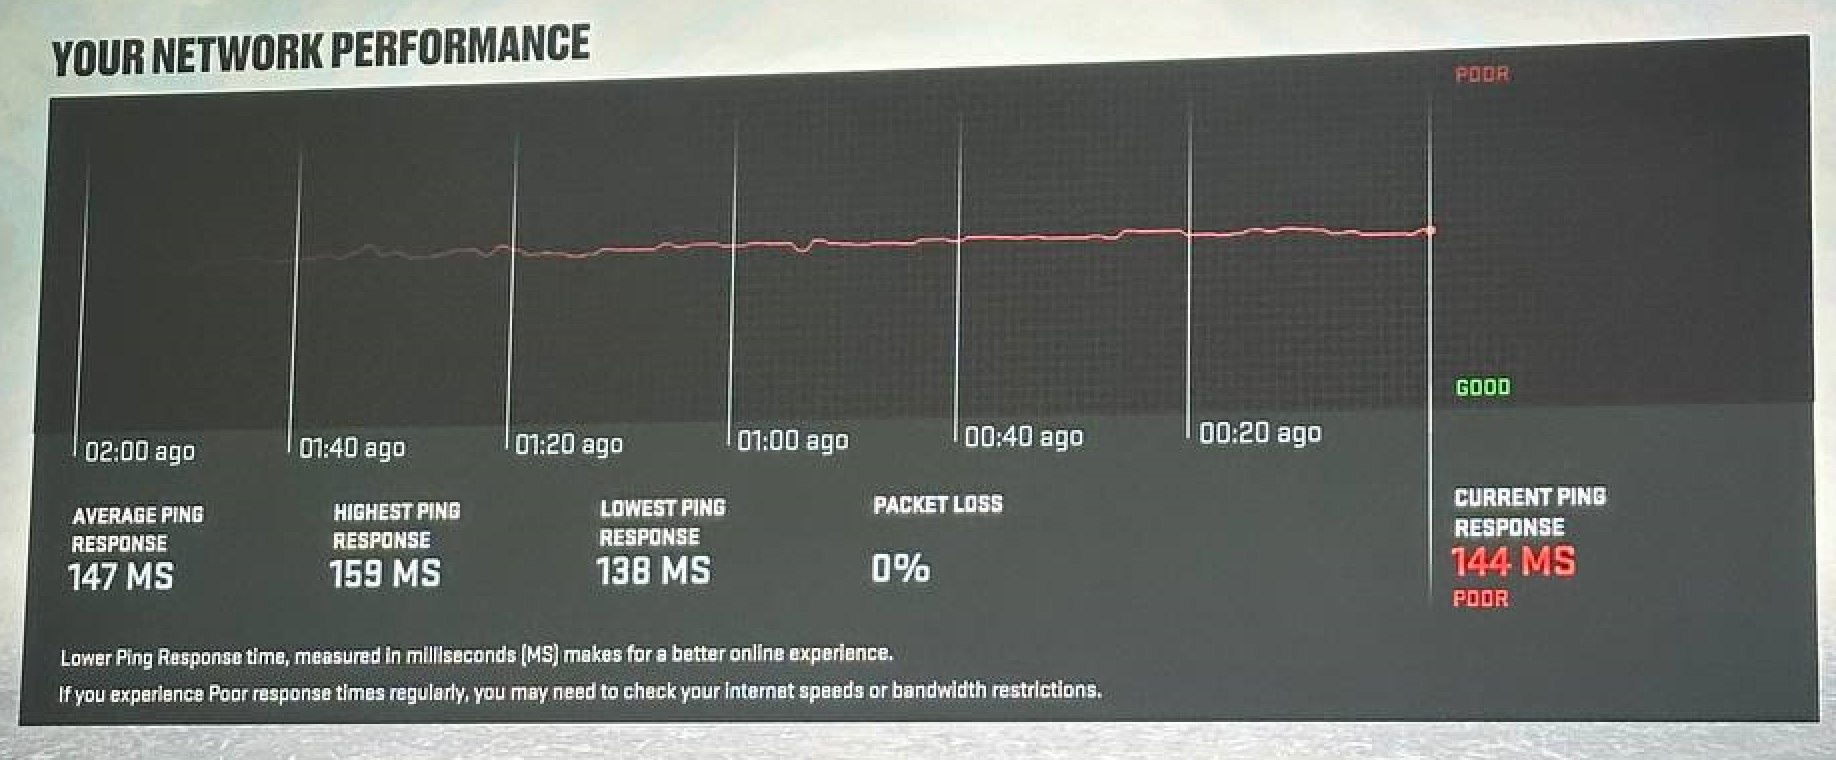 YOUR NETWORK PERFORMANCE
POOR
GOOD
02:00 ago
01:40 ago
01:20 ago
01:00 ago
00:40 ago
00:20 ago
AVERAGE PING
RESPONSE
147 MS
HIGHEST PING
RESPONSE
159 MS
LOWEST PING
RESPONSE
138 MS
PACKET LOSS
0%
CURRENT PING
RESPONSE
144 MS
POOR
Lower Ping Response time, measured in milliseconds (MS) makes for a better online experience.
If you experience Poor response times regularly, you may need to check your internet speeds or bandwidth restrictions.